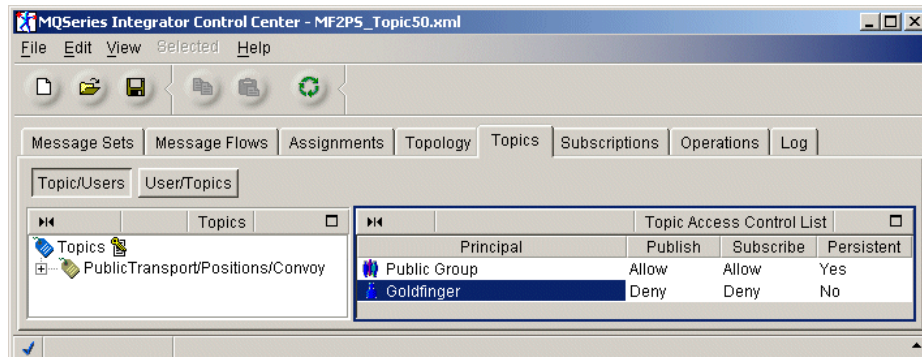 MQSeries Integrator Control Center - MF2PS_Topic50.xml
File Edit View Selected Help
Message Sets Message Flows Assignments Topology Topics Subscriptions Operations Log
Topic/Users User/Topics
Topics Topic Access Control List
Topics
PublicTransport/Positions/Convoy
Principal Publish Subscribe Persistent
Public Group Allow Allow Yes
Goldfinger Deny Deny No